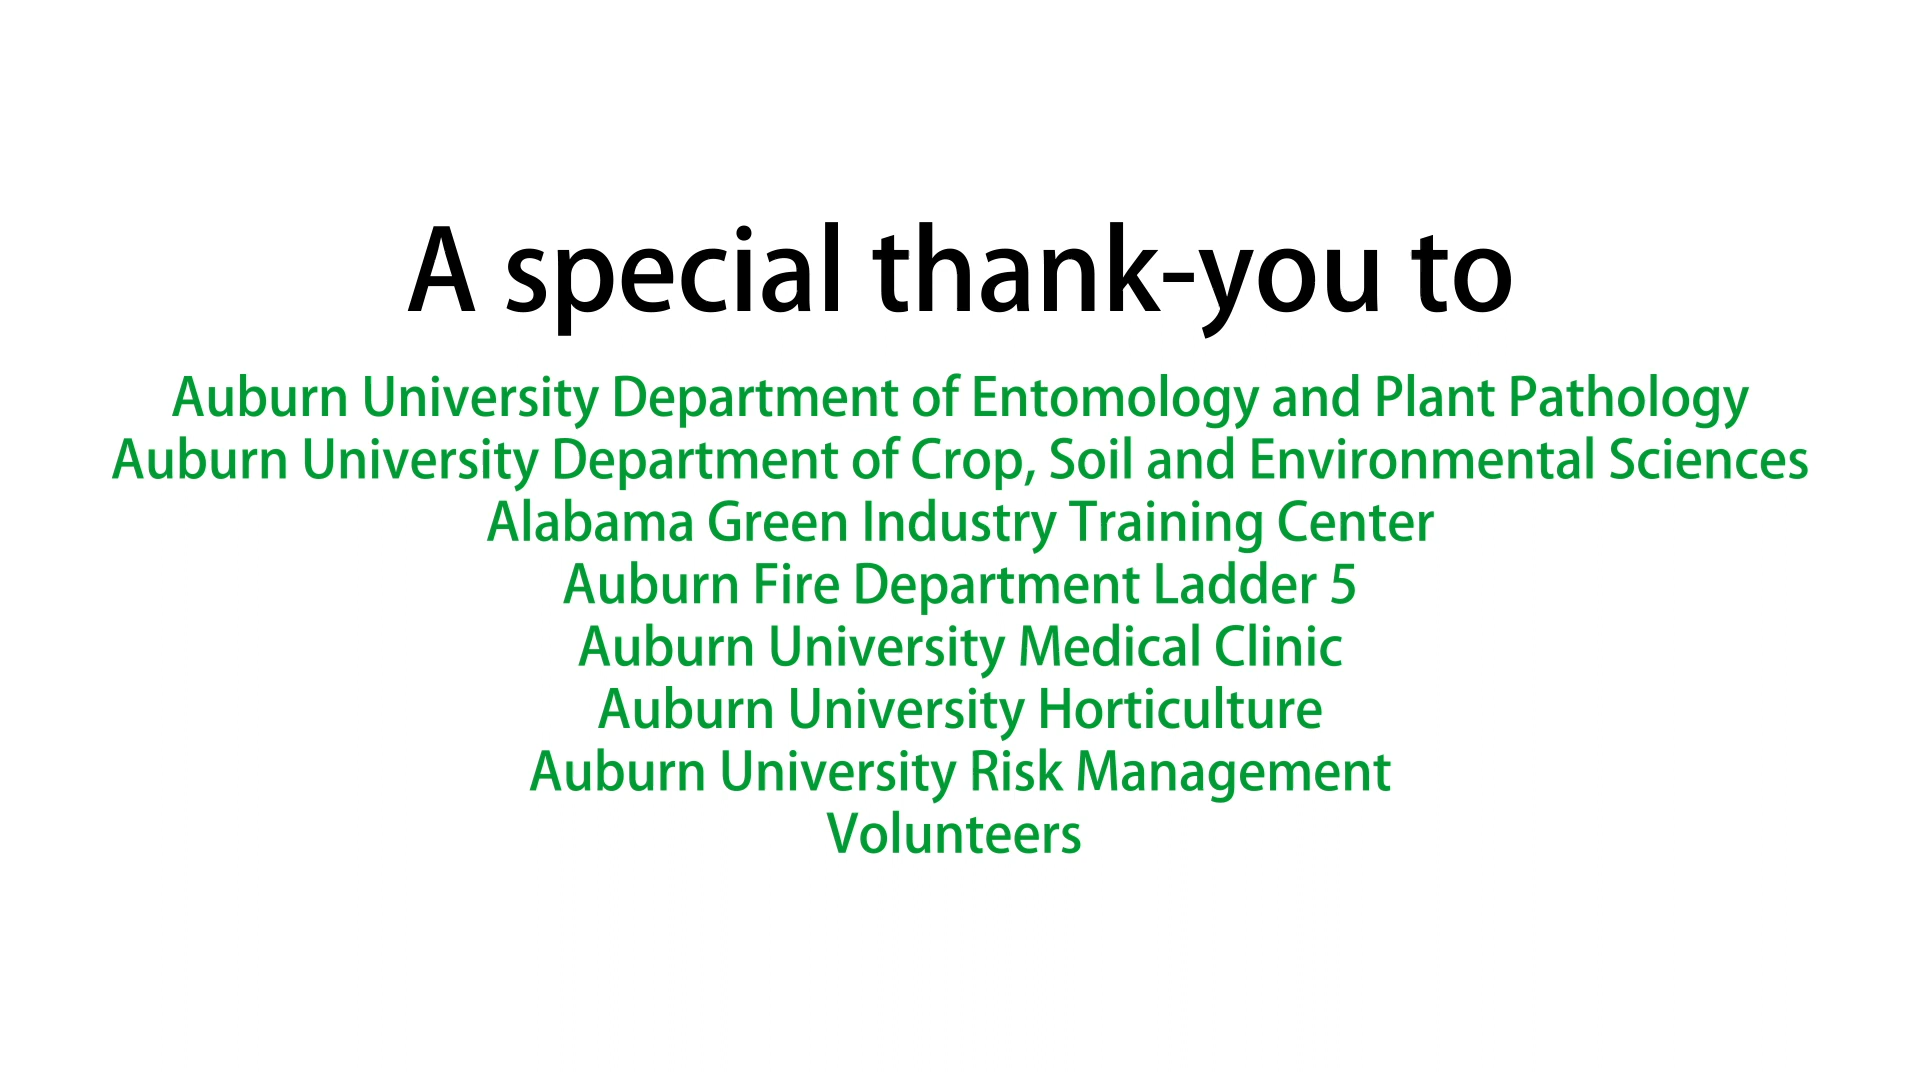 A special thank-you to
Auburn University Department of Entomology and Plant Pathology
Auburn University Department of Crop, Soil and Environmental Sciences
Alabama Green Industry Training Center
Auburn Fire Department Ladder 5
Auburn University Medical Clinic
Auburn University Horticulture
Auburn University Risk Management
Volunteers